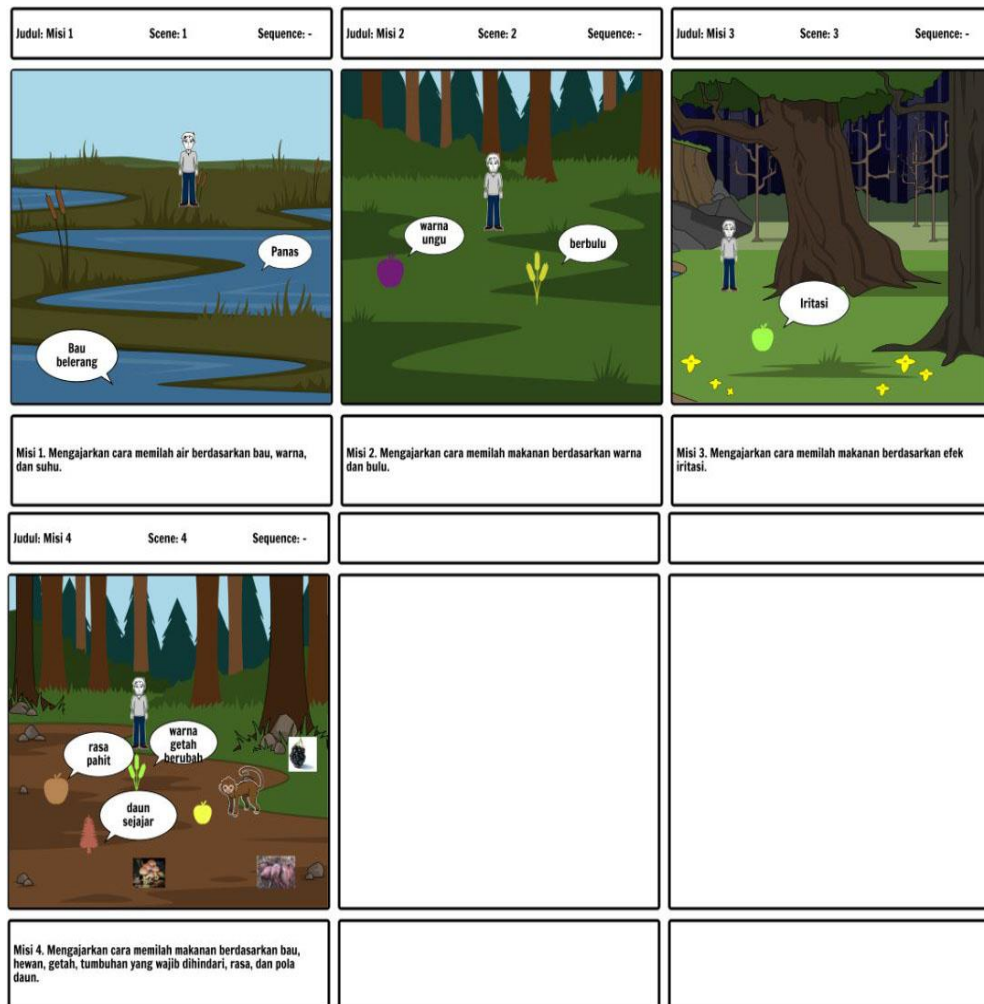 Judul: Misi 1 Scene: 1 Sequence: -
Judul: Misi 2 Scene: 2 Sequence: -
Judul: Misi 3 Scene: 3 Sequence: -
Panas
Bau
belerang
warna
ungu
berbulu
Iritasi
Misi 1. Mengajarkan cara memilah air berdasarkan bau, warna,
dan suhu.
Misi 2. Mengajarkan cara memilah makanan berdasarkan warna
dan bulu.
Misi 3. Mengajarkan cara memilah makanan berdasarkan efek
iritasi.
Judul: Misi 4 Scene: 4 Sequence: -
rasa
pahit
warna
getah
berubah
daun
sejajar
Misi 4. Mengajarkan cara memilah makanan berdasarkan bau,
hewan, getah, tumbuhan yang wajib dihindari, rasa, dan pola
daun.